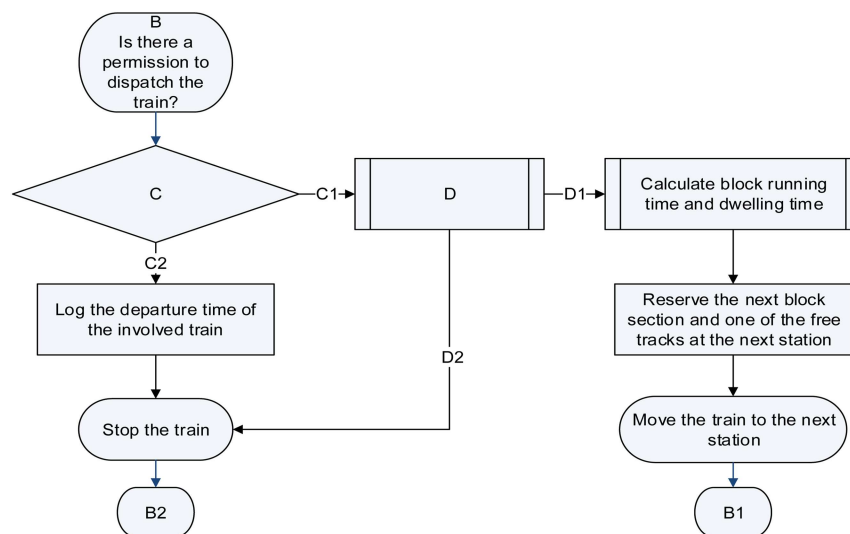 B
Is there a
permission to
dispatch the
train?
C
C1
D
D1
Calculate block running
time and dwelling time
C2
Log the departure time of
the involved train
Reserve the next block
section and one of the free
tracks at the next station
D2
Stop the train
Move the train to the next
station
B2
B1